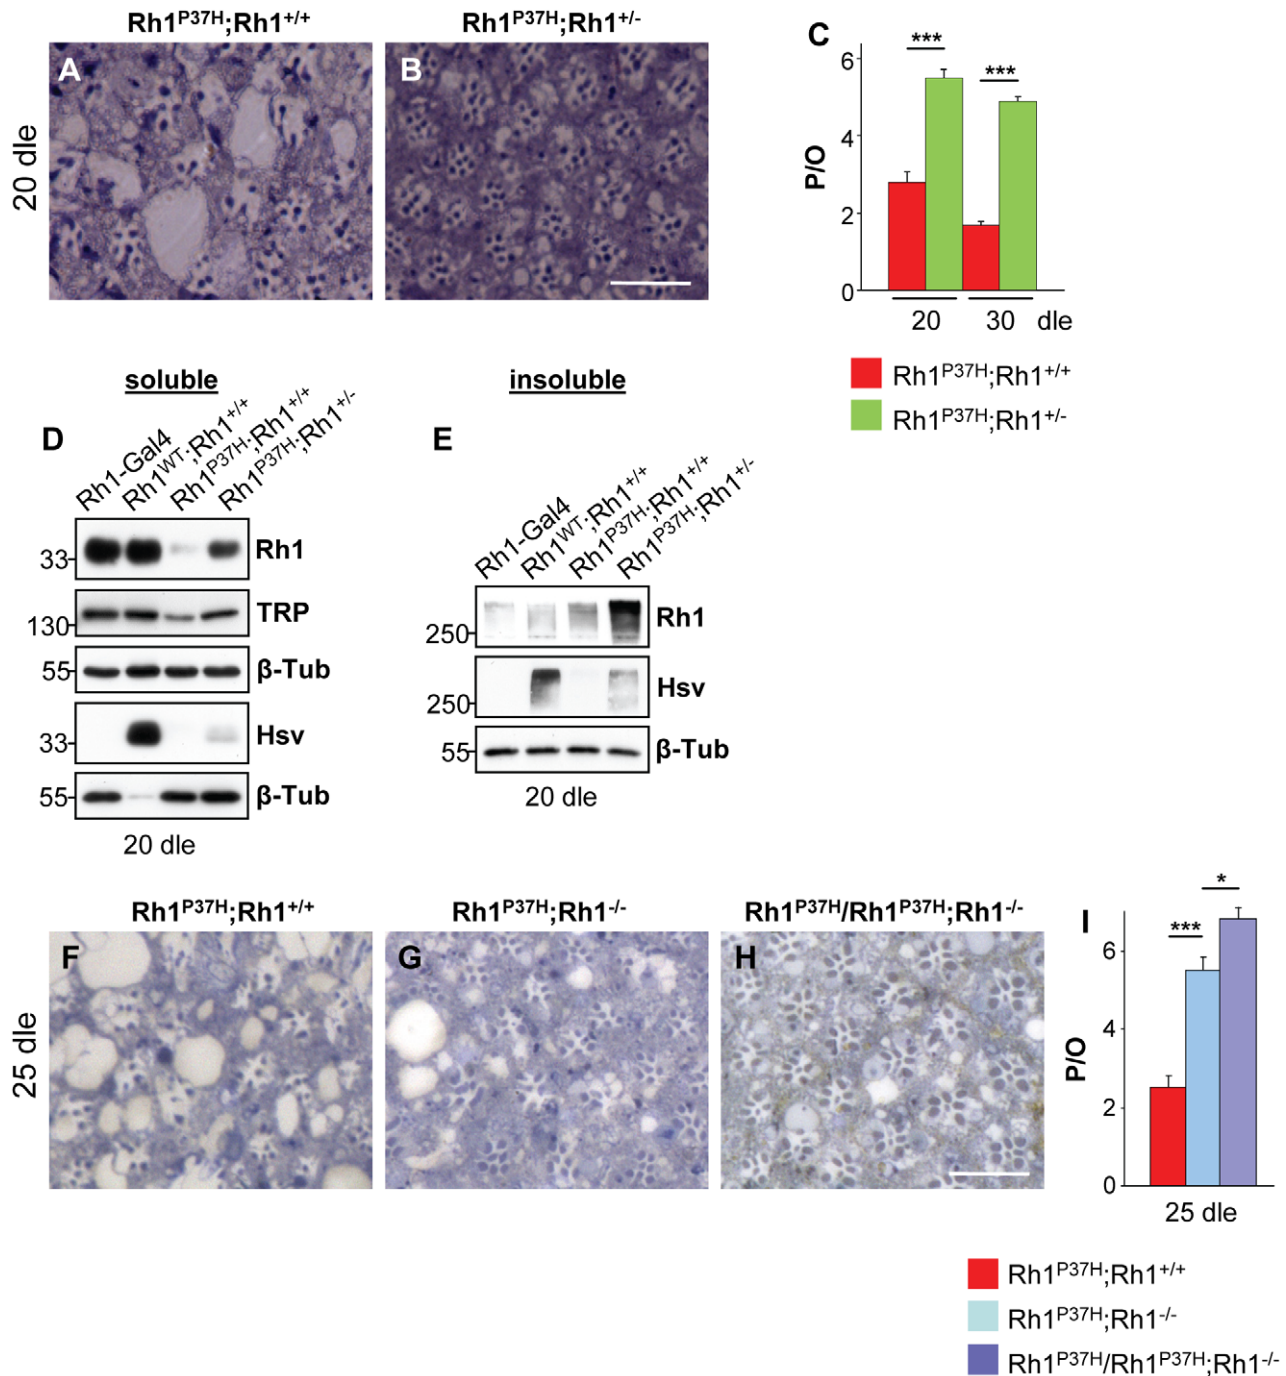 Rh1P37H;Rh1+/+ Rh1P37H;Rh1+/-
20 dle
A B
C
P/O
6
4
2
0
*** ***
20 30 dle
Rh1P37H;Rh1+/+
Rh1P37H;Rh1+/-
soluble
D
Rh1-Gal4
Rh1WT;Rh1+/+
Rh1P37H;Rh1+/+
Rh1P37H;Rh1+/-
33 Rh1
130 TRP
55 β-Tub
33 Hsv
55 β-Tub
20 dle
insoluble
E
Rh1-Gal4
Rh1WT;Rh1+/+
Rh1P37H;Rh1+/+
Rh1P37H;Rh1+/-
250 Rh1
250 Hsv
55 β-Tub
20 dle
Rh1P37H;Rh1+/+ Rh1P37H;Rh1-/- Rh1P37H/Rh1P37H;Rh1-/-
25 dle
F G H
I
P/O
6
4
2
0
*** *
25 dle
Rh1P37H;Rh1+/+
Rh1P37H;Rh1-/-
Rh1P37H/Rh1P37H;Rh1-/-